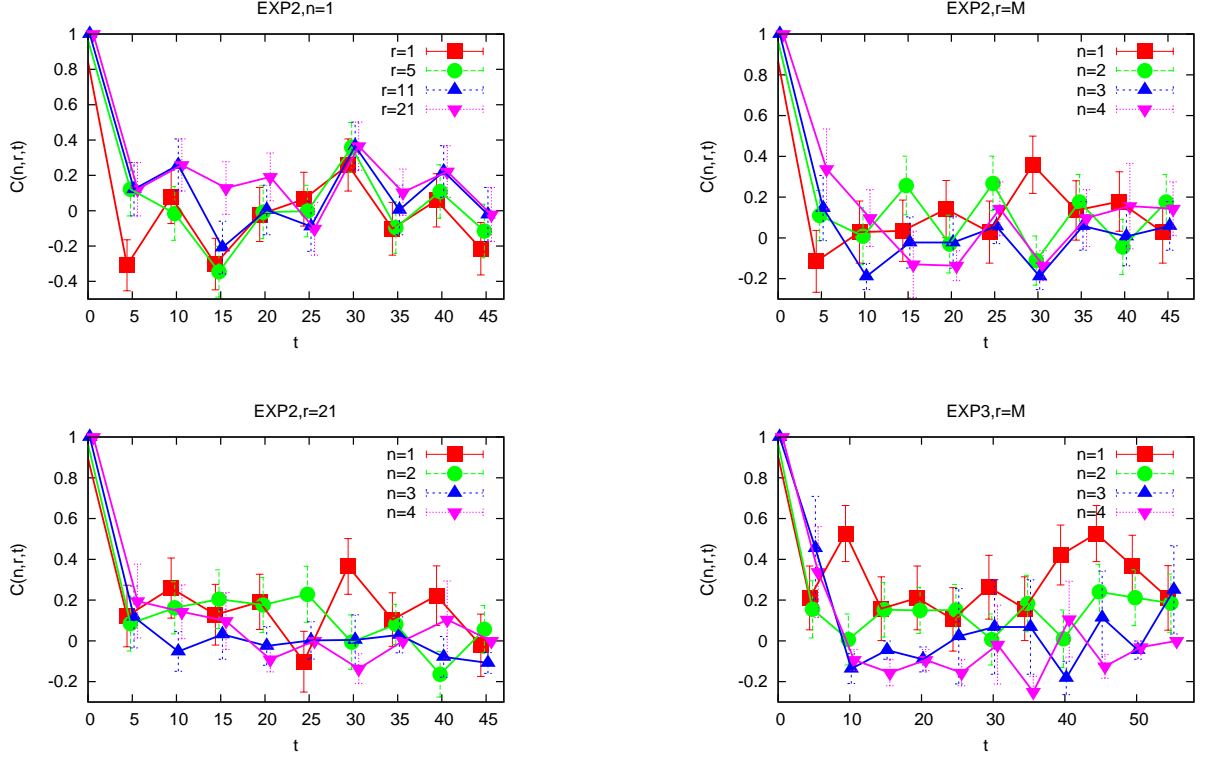 EXP2,n=1
C(n,r,t)
1
0.8
0.6
0.4
0.2
0
-0.2
-0.4
0 5 10 15 20 25 30 35 40 45
t
r=1
r=5
r=11
r=21
EXP2,r=M
C(n,r,t)
1
0.8
0.6
0.4
0.2
0
-0.2
0 5 10 15 20 25 30 35 40 45
t
n=1
n=2
n=3
n=4
EXP2,r=21
C(n,r,t)
1
0.8
0.6
0.4
0.2
0
-0.2
0 5 10 15 20 25 30 35 40 45
t
n=1
n=2
n=3
n=4
EXP3,r=M
C(n,r,t)
1
0.8
0.6
0.4
0.2
0
-0.2
0 10 20 30 40 50
t
n=1
n=2
n=3
n=4